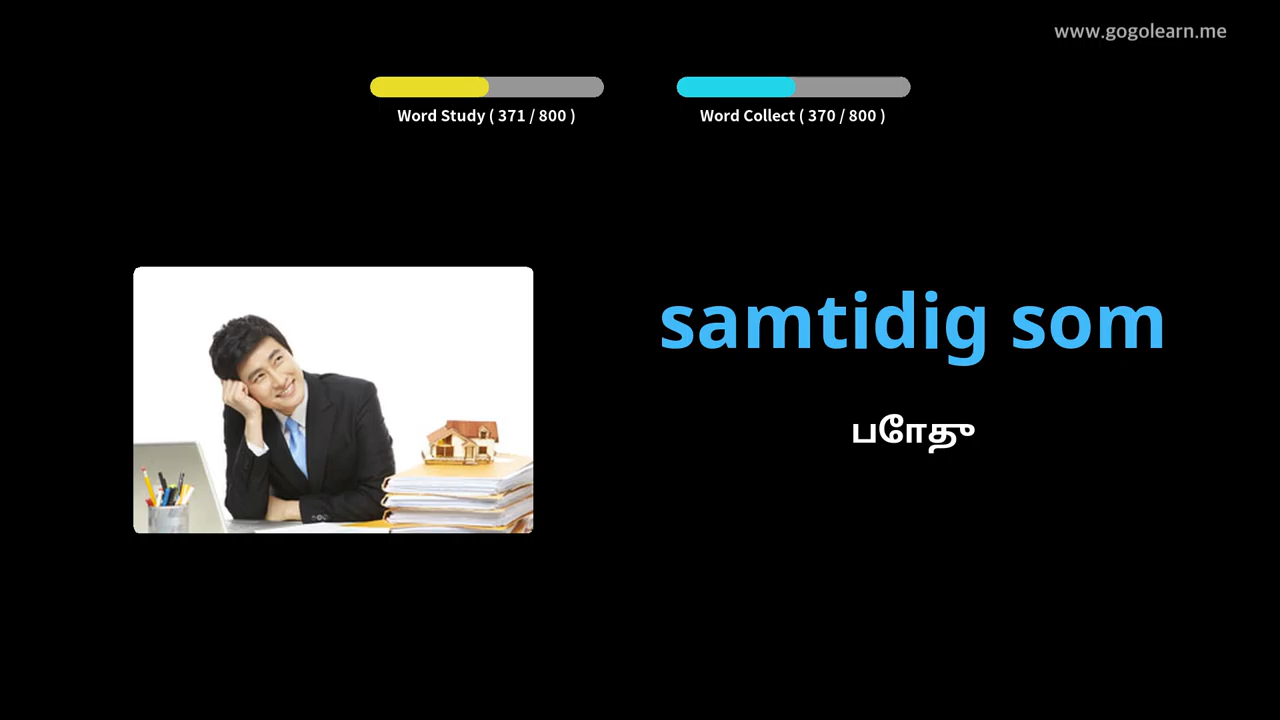 www.gogolearn.me
Word Study ( 371 / 800 )
Word Collect ( 370 / 800 )
samtidig som
போது